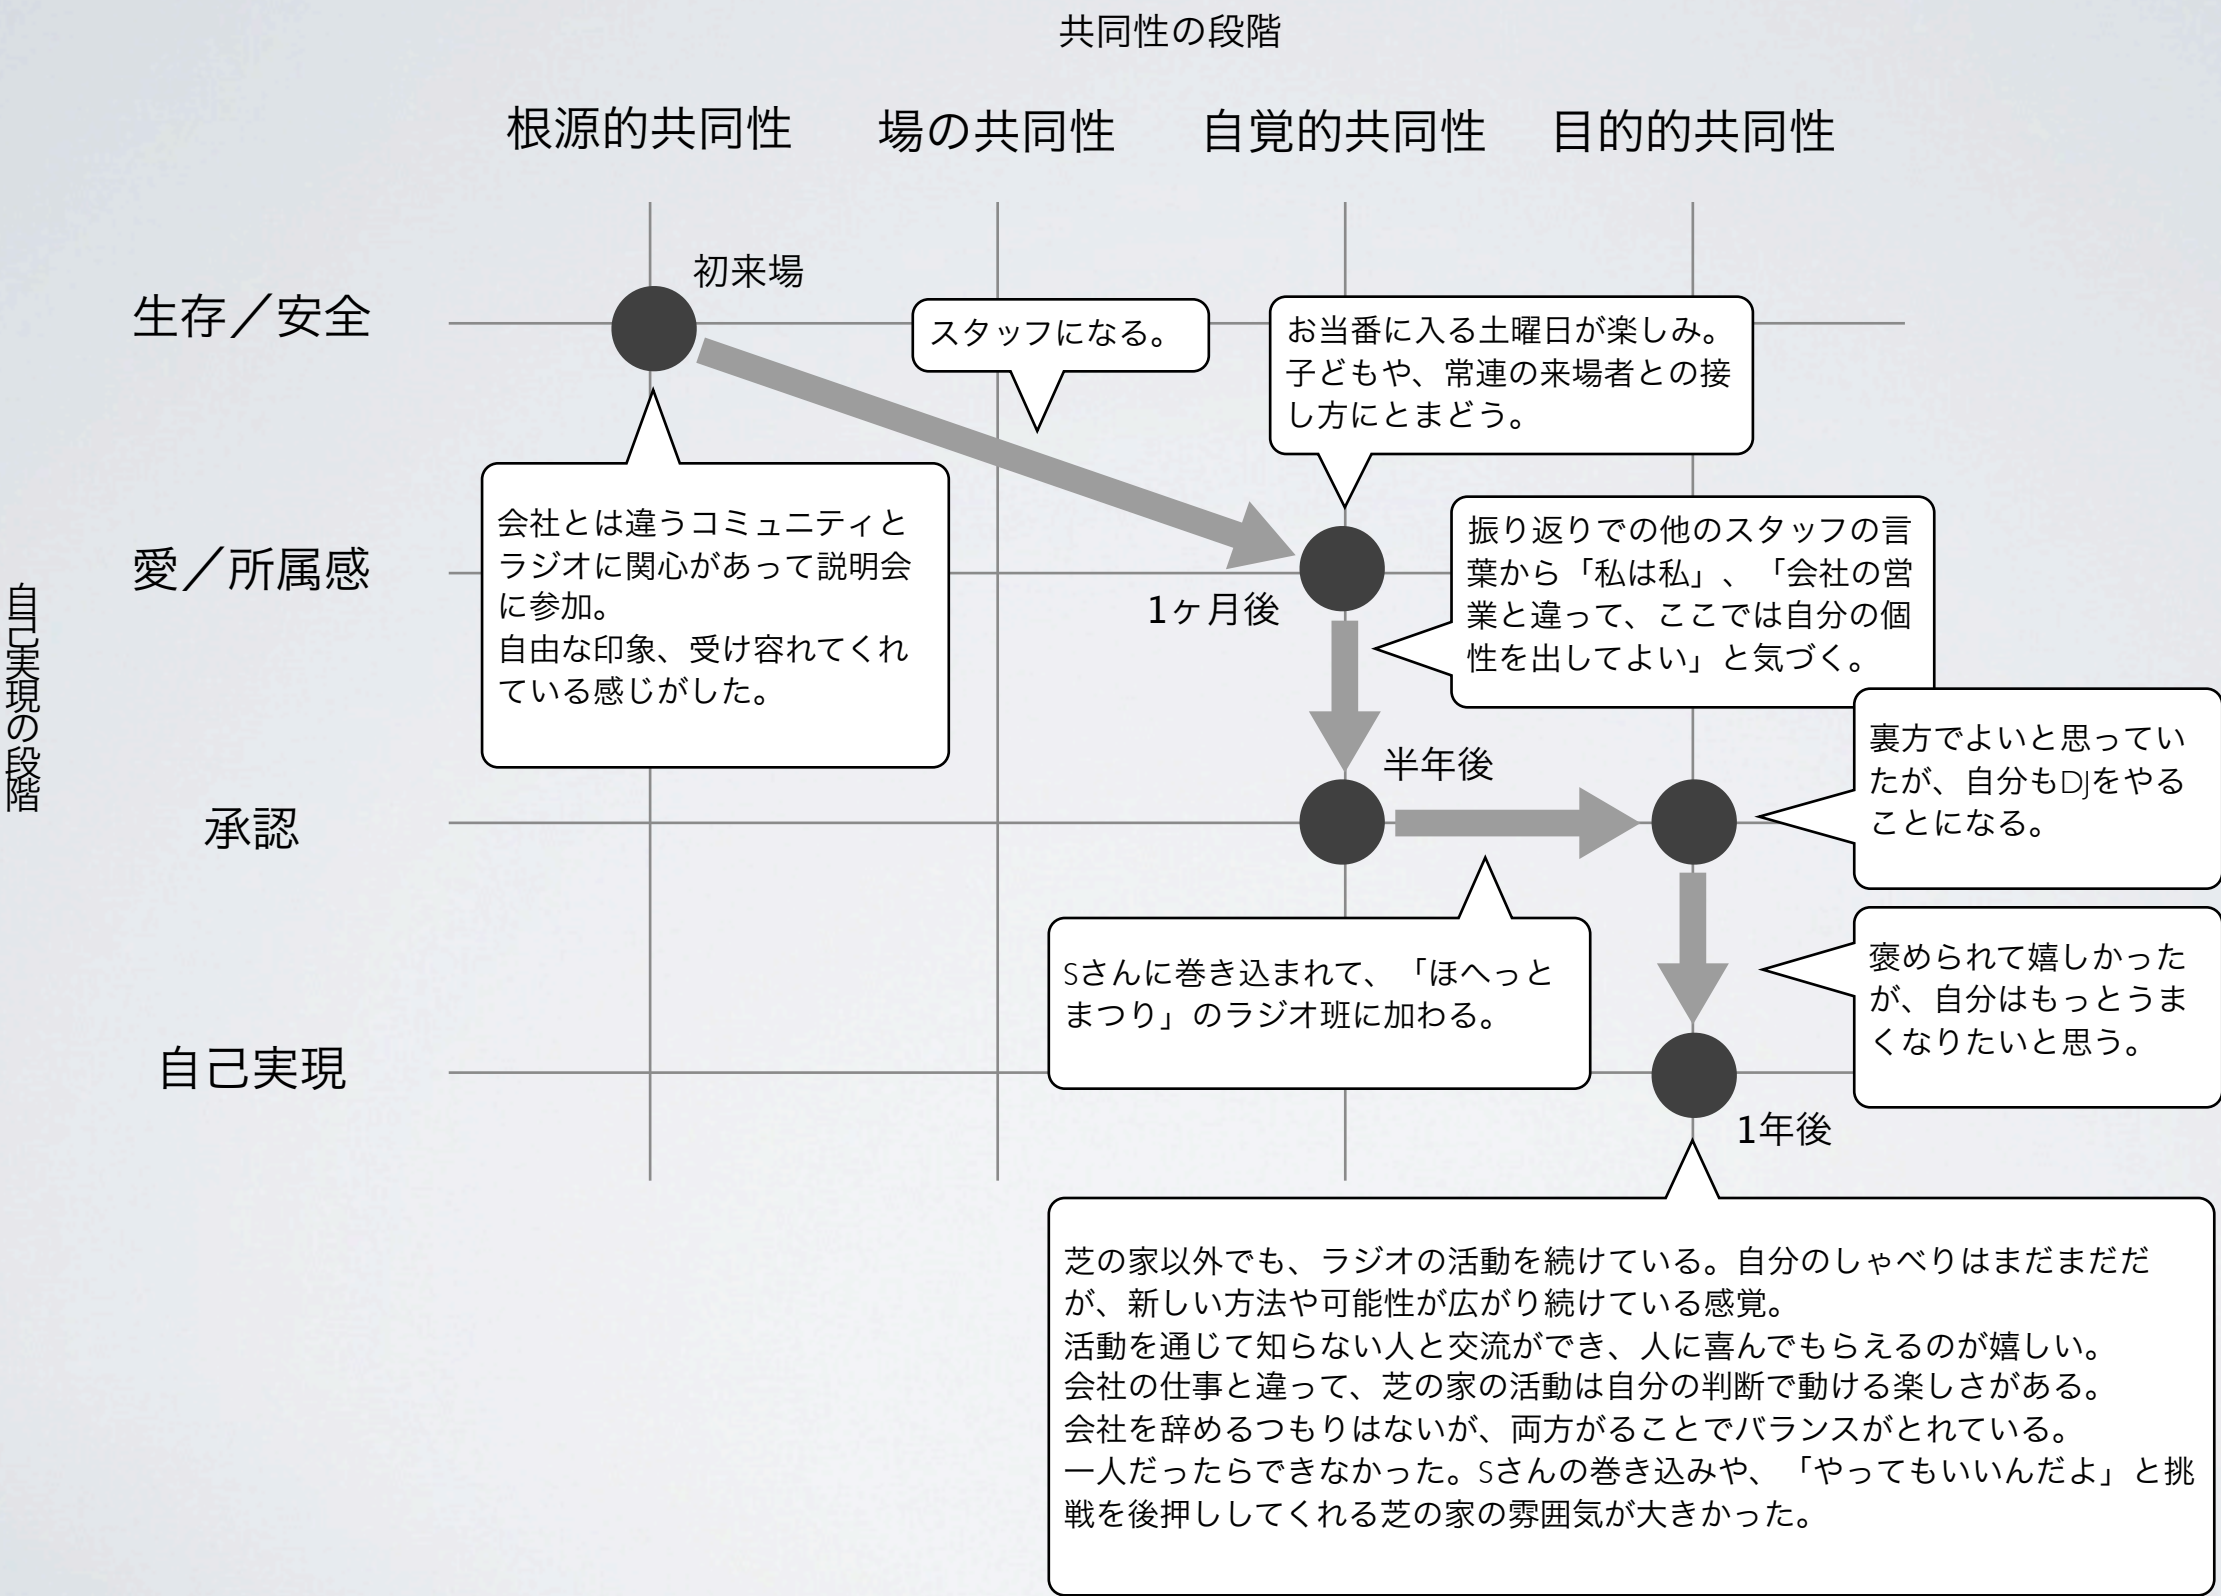 共同性の段階
根源的共同性
場の共同性
自覚的共同性
目的的共同性
自己実現の段階
生存／安全
愛／所属感
承認
自己実現
初来場
スタッフになる。
お当番に入る土曜日が楽しみ。
子どもや、常連の来場者との接
し方にとまどう。
会社とは違うコミュニティと
ラジオに関心があって説明会
に参加。
自由な印象、受け容れてくれ
ている感じがした。
1ヶ月後
振り返りでの他のスタッフの言
葉から「私は私」、「会社の営
業と違って、ここでは自分の個
性を出してよい」と気づく。
半年後
裏方でよいと思ってい
たが、自分もDJをやる
ことになる。
Sさんに巻き込まれて、「ほへっと
まつり」のラジオ班に加わる。
褒められて嬉しかった
が、自分はもっとうま
くなりたいと思う。
1年後
芝の家以外でも、ラジオの活動を続けている。自分のしゃべりはまだまだだ
が、新しい方法や可能性が広がり続けている感覚。
活動を通じて知らない人と交流ができ、人に喜んでもらえるのが嬉しい。
会社の仕事と違って、芝の家の活動は自分の判断で動ける楽しさがある。
会社を辞めるつもりはないが、両方がることでバランスがとれている。
一人だったらできなかった。Sさんの巻き込みや、「やってもいいんだよ」と挑
戦を後押ししてくれる芝の家の雰囲気が大きかった。